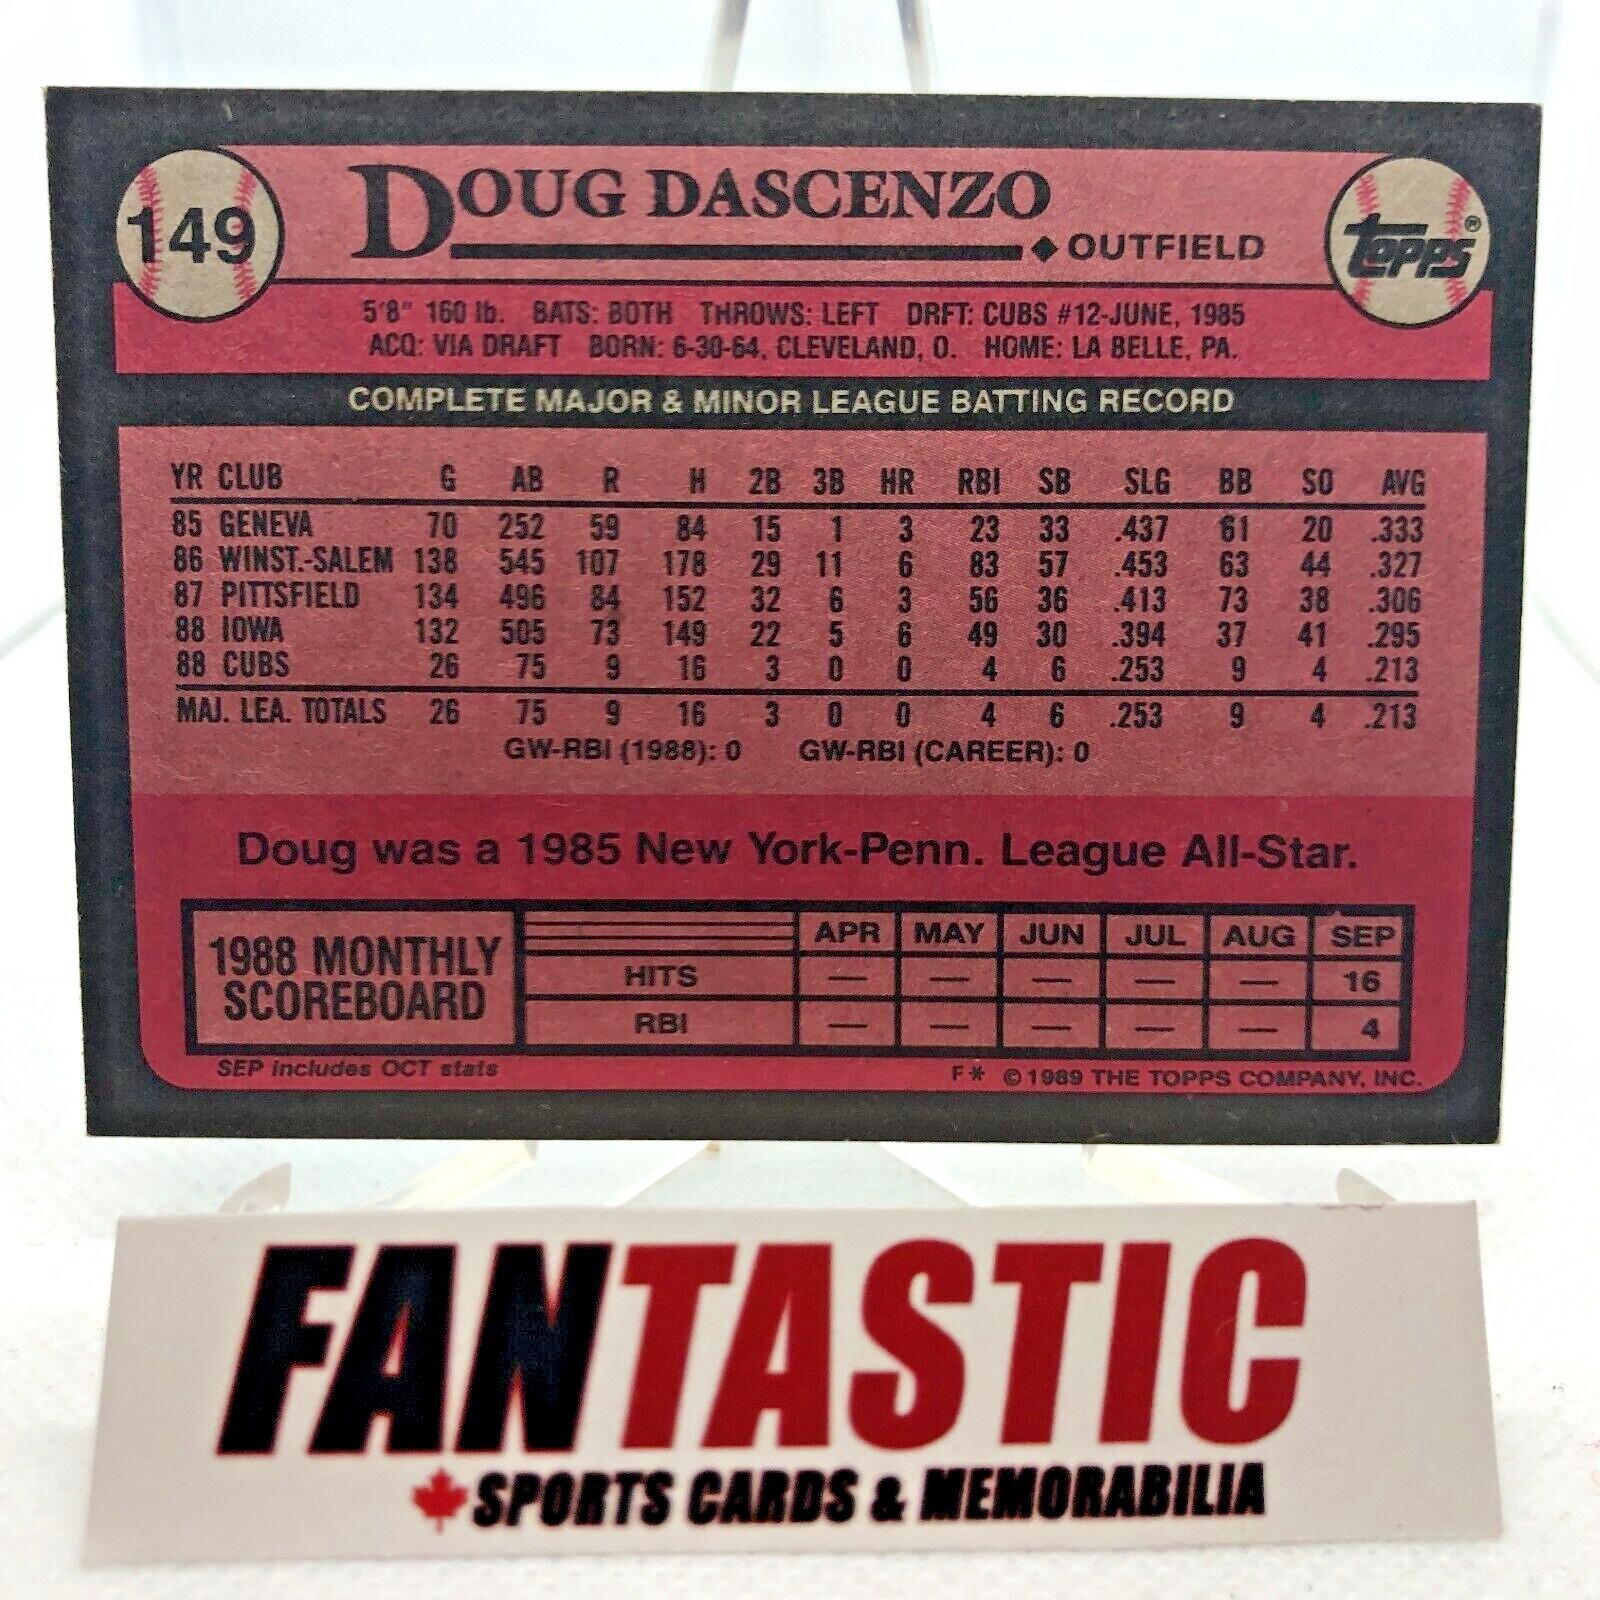 149
DOUG DASCENZO
◆ OUTFIELD
topps®
5'8" 160 lb. BATS: BOTH THROWS: LEFT DRFT: CUBS #12-JUNE, 1985
ACQ: VIA DRAFT BORN: 6-30-64, CLEVELAND, O. HOME: LA BELLE, PA.
COMPLETE MAJOR & MINOR LEAGUE BATTING RECORD
YR CLUB G AB R H 2B 3B HR RBI SB SLG BB SO AVG
85 GENEVA 70 252 59 84 15 1 3 23 33 .437 61 20 .333
86 WINST.-SALEM 138 545 107 178 29 11 6 83 57 .453 63 44 .327
87 PITTSFIELD 134 496 84 152 32 6 3 56 36 .413 73 38 .306
88 IOWA 132 505 73 149 22 5 6 49 30 .394 37 41 .295
88 CUBS 26 75 9 16 3 0 0 4 6 .253 9 4 .213
MAJ. LEA. TOTALS 26 75 9 16 3 0 0 4 6 .253 9 4 .213
GW-RBI (1988): 0 GW-RBI (CAREER): 0
Doug was a 1985 New York-Penn. League All-Star.
1988 MONTHLY
SCOREBOARD
APR MAY JUN JUL AUG SEP
HITS — — — — — 16
RBI — — — — — 4
SEP includes OCT stats
F* © 1989 THE TOPPS COMPANY, INC.
FANTASTIC
SPORTS CARDS & MEMORABILIA